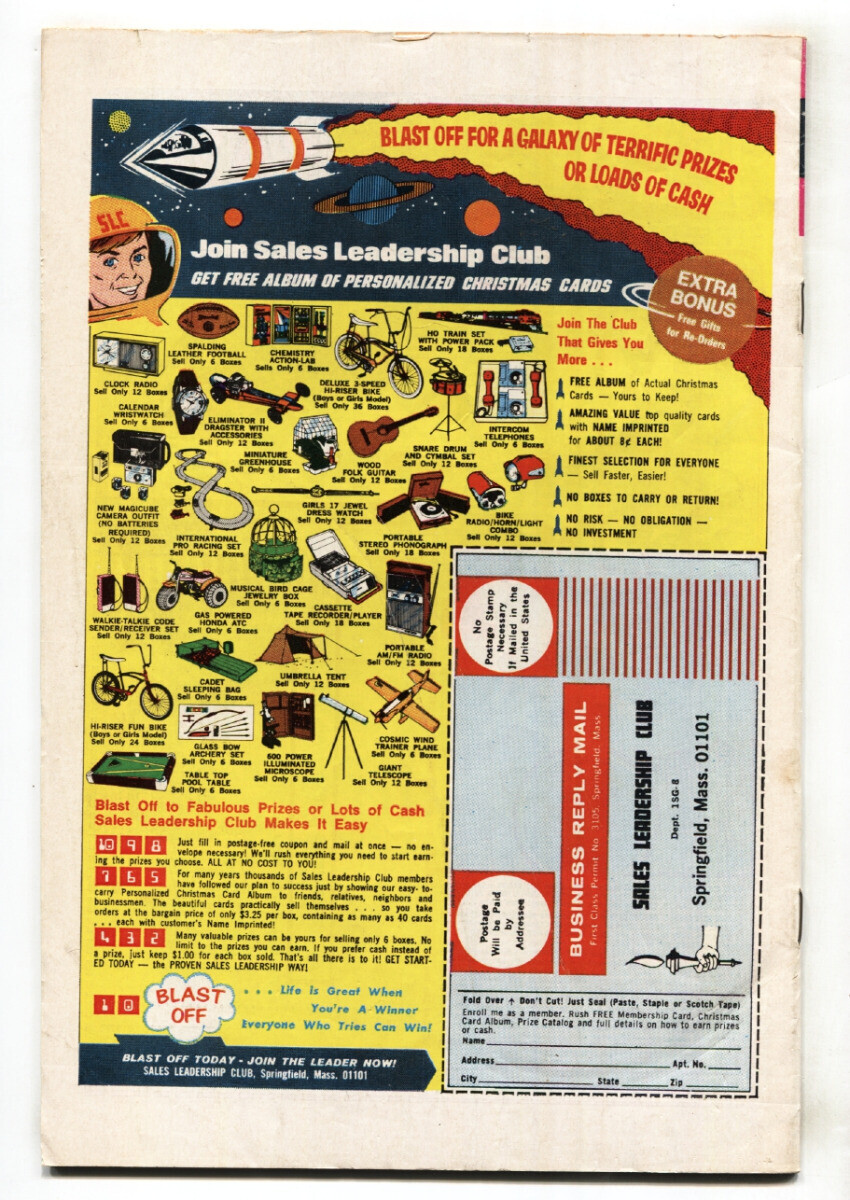 BLAST OFF FOR A GALAXY OF TERRIFIC PRIZES
OR LOADS OF CASH
SLC
Join Sales Leadership Club
GET FREE ALBUM OF PERSONALIZED CHRISTMAS CARDS
EXTRA
BONUS
Free Gifts
for Re-Orders
CLOCK RADIO
Sell Only 12 Boxes
SPALDING
LEATHER FOOTBALL
Sell Only 6 Boxes
CHEMISTRY
ACTION-LAB
Sells Only 6 Boxes
DELUXE 3-SPEED
HI-RISER BIKE
(Boys or Girls Model)
Sell Only 36 Boxes
HO TRAIN SET
WITH POWER PACK
Sell Only 18 Boxes
CALENDAR
WRISTWATCH
Sell Only 6 Boxes
ELIMINATOR II
DRAGSTER WITH
ACCESSORIES
Sell Only 12 Boxes
MINIATURE
GREENHOUSE
Sell Only 6 Boxes
WOOD
FOLK GUITAR
Sell Only 12 Boxes
SNARE DRUM
AND CYMBAL SET
Sell Only 12 Boxes
INTERCOM
TELEPHONES
Sell Only 6 Boxes
NEW MAGICUBE
CAMERA OUTFIT
(NO BATTERIES
REQUIRED)
Sell Only 12 Boxes
INTERNATIONAL
PRO RACING SET
Sell Only 12 Boxes
GIRLS 17 JEWEL
DRESS WATCH
Sell Only 12 Boxes
PORTABLE
STEREO PHONOGRAPH
Sell Only 18 Boxes
BIKE
RADIO/HORN/LIGHT
COMBO
Sell Only 12 Boxes
WALKIE-TALKIE CODE
SENDER/RECEIVER SET
Sell Only 12 Boxes
GAS POWERED
HONDA ATC
Sell Only 6 Boxes
MUSICAL BIRD CAGE
JEWELRY BOX
Sell Only 6 Boxes
CASSETTE
TAPE RECORDER/PLAYER
Sell Only 18 Boxes
PORTABLE
AM/FM RADIO
Sell Only 12 Boxes
HI-RISER FUN BIKE
(Boys or Girls Model)
Sell Only 24 Boxes
CADET
SLEEPING BAG
Sell Only 6 Boxes
UMBRELLA TENT
Sell Only 12 Boxes
GLASS BOW
ARCHERY SET
Sell Only 6 Boxes
600 POWER
ILLUMINATED
MICROSCOPE
Sell Only 6 Boxes
COSMIC WIND
TRAINER PLANE
Sell Only 6 Boxes
GIANT
TELESCOPE
Sell Only 12 Boxes
TABLE TOP
POOL TABLE
Sell Only 6 Boxes
Join The Club
That Gives You
More . . .
FREE ALBUM of Actual Christmas
Cards — Yours to Keep!
AMAZING VALUE top quality cards
with NAME IMPRINTED
for ABOUT 8¢ EACH!
FINEST SELECTION FOR EVERYONE
— Sell Faster, Easier!
NO BOXES TO CARRY OR RETURN!
NO RISK — NO OBLIGATION —
NO INVESTMENT
Blast Off to Fabulous Prizes or Lots of Cash
Sales Leadership Club Makes It Easy
10 9 8
Just fill in postage-free coupon and mail at once — no en-
velope necessary! We'll rush everything you need to start earn-
ing the prizes you choose. ALL AT NO COST TO YOU!
7 6 5
For many years thousands of Sales Leadership Club members
have followed our plan to success just by showing our easy-to-
carry Personalized Christmas Card Album to friends, relatives, neighbors and
businessmen. The beautiful cards practically sell themselves . . . so you take
orders at the bargain price of only $3.25 per box, containing as many as 40 cards
. . . each with customer's Name Imprinted!
4 3 2
Many valuable prizes can be yours for selling only 6 boxes. No
limit to the prizes you can earn. If you prefer cash instead of
a prize, just keep $1.00 for each box sold. That's all there is to it! GET START-
ED TODAY — the PROVEN SALES LEADERSHIP WAY!
1 0
BLAST
OFF
. . . Life Is Great When
You're A Winner
Everyone Who Tries Can Win!
BLAST OFF TODAY - JOIN THE LEADER NOW!
SALES LEADERSHIP CLUB, Springfield, Mass. 01101
No
Postage Stamp
Necessary
If Mailed in the
United States
Postage
Will be Paid
by
Addressee
BUSINESS REPLY MAIL
First Class Permit No. 3105, Springfield, Mass.
SALES LEADERSHIP CLUB
Dept. 1SG-8
Springfield, Mass. 01101
Fold Over ↑ Don't Cut! Just Seal (Paste, Staple or Scotch Tape)
Enroll me as a member. Rush FREE Membership Card, Christmas
Card Album, Prize Catalog and full details on how to earn prizes
or cash.
Name
Address Apt. No.
City State Zip